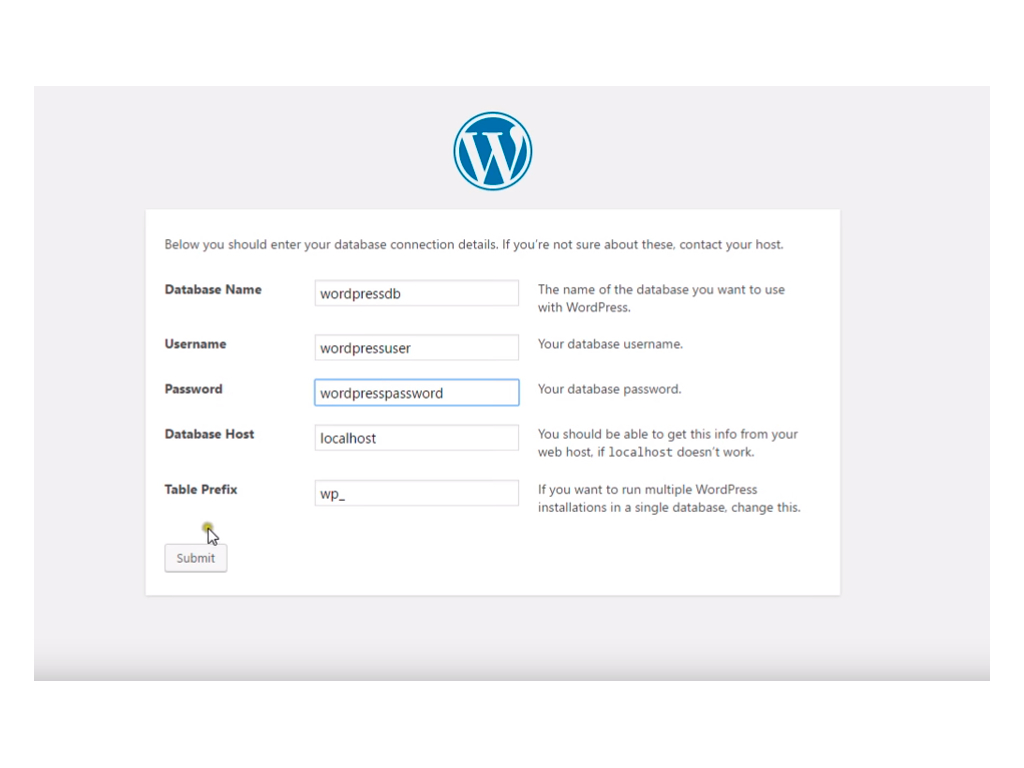 W
Below you should enter your database connection details. If you're not sure about these, contact your host.
Database Name
wordpressdb
The name of the database you want to use
with WordPress.
Username
wordpressuser
Your database username.
Password
wordpresspassword
Your database password.
Database Host
localhost
You should be able to get this info from your
web host, if localhost doesn't work.
Table Prefix
wp_
If you want to run multiple WordPress
installations in a single database, change this.
Submit